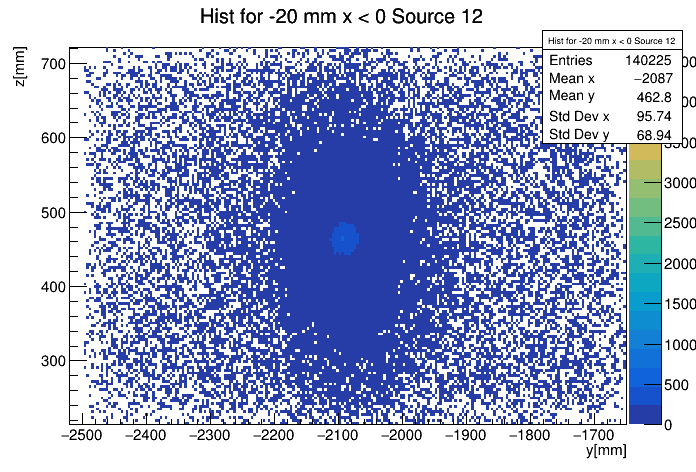 Hist for -20 mm x < 0 Source 12
Hist for -20 mm x < 0 Source 12
Entries 140225
Mean x −2087
Mean y 462.8
Std Dev x 95.74
Std Dev y 68.94
z[mm]
700
600
500
400
300
−2500 −2400 −2300 −2200 −2100 −2000 −1900 −1800 −1700
y[mm]
3000
2500
2000
1500
1000
500
0